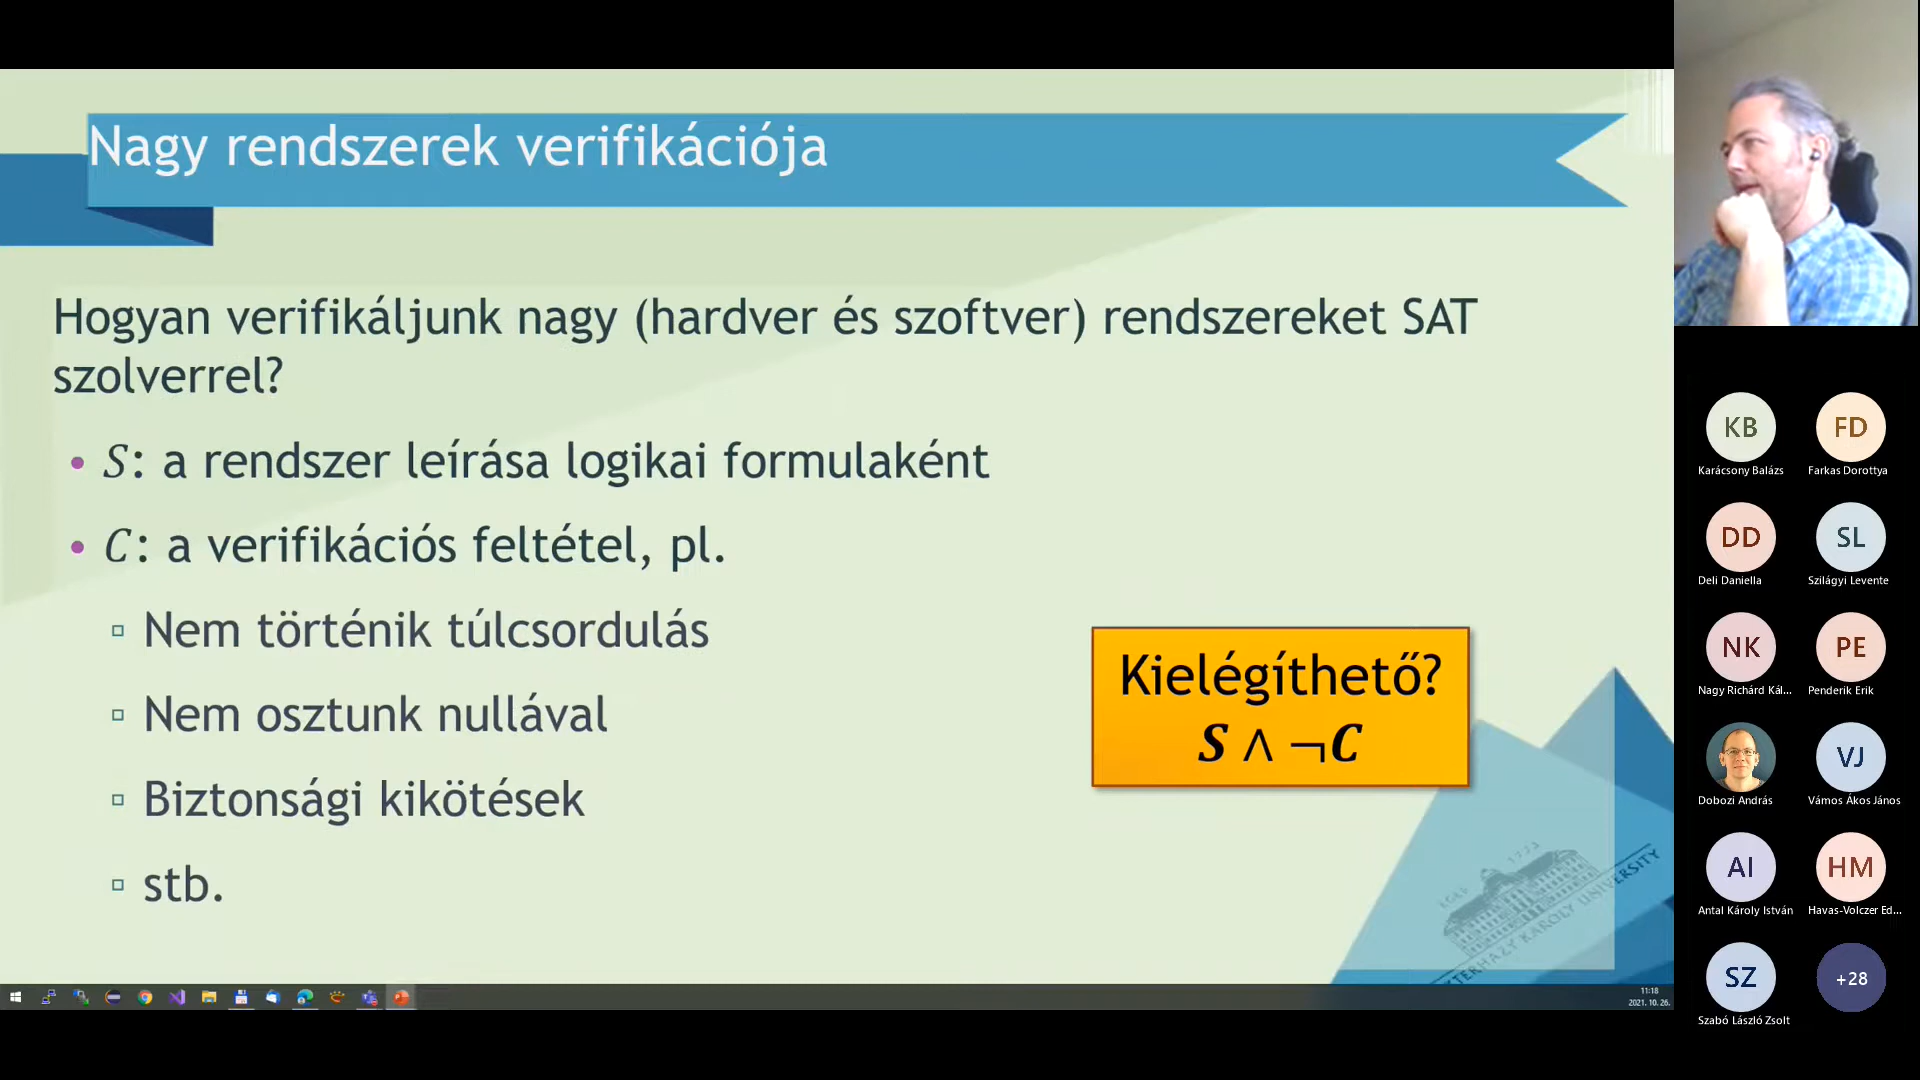 Nagy rendszerek verifikációja
Hogyan verifikáljunk nagy (hardver és szoftver) rendszereket SAT
szolverrel?
• S: a rendszer leírása logikai formulaként
• C: a verifikációs feltétel, pl.
▫ Nem történik túlcsordulás
▫ Nem osztunk nullával
▫ Biztonsági kikötések
▫ stb.
Kielégíthető?
S ∧ ¬C
KÁROLY UNIVERSITY
11:18
2021. 10. 26.
KB
Karácsony Balázs
FD
Farkas Dorottya
DD
Deli Daniella
SL
Szilágyi Levente
NK
Nagy Richárd Kál...
PE
Penderik Erik
Dobozi András
VJ
Vámos Ákos János
AI
Antal Károly István
HM
Havas-Volczer Ed...
SZ
Szabó László Zsolt
+28